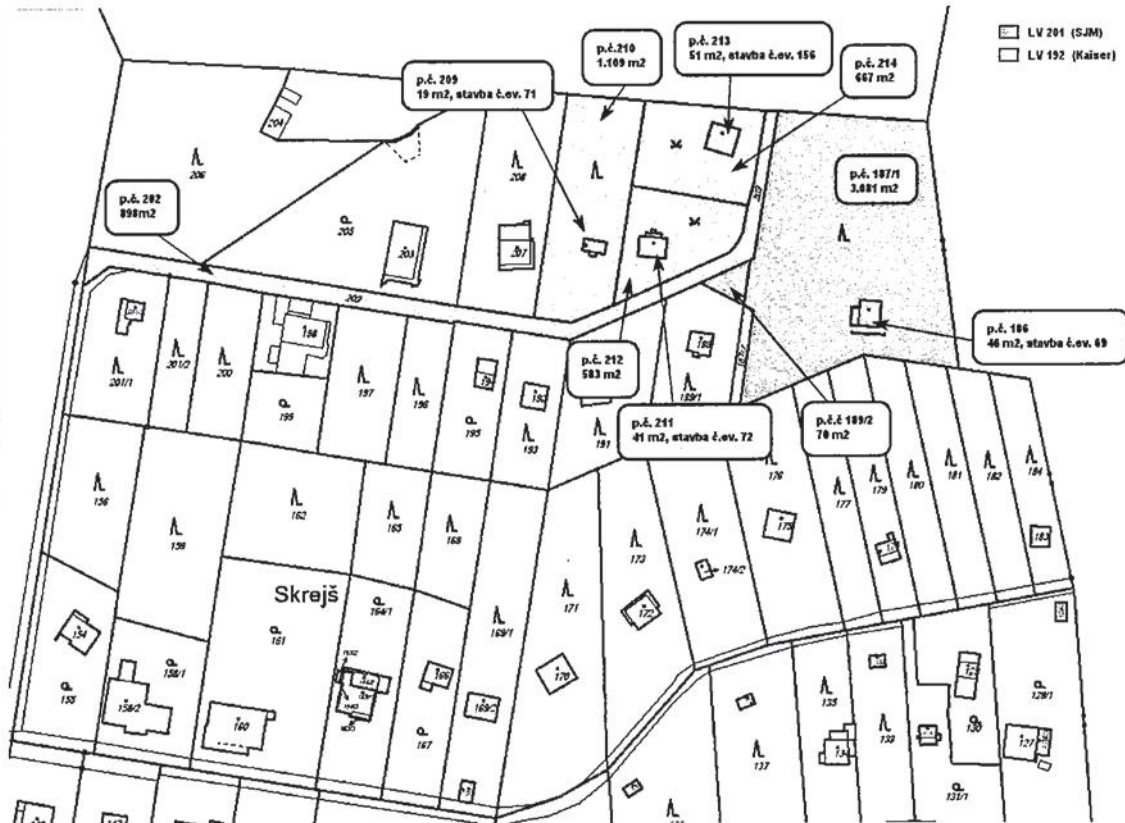 LV 201 (SJM)
LV 192 (Kaiser)
p.č. 213
51 m2, stavba č.ev. 156
p.č. 210
1.109 m2
p.č. 214
667 m2
p.č. 209
19 m2, stavba č.ev. 71
p.č. 187/1
3.081 m2
p.č. 202
898m2
p.č. 186
46 m2, stavba č.ev. 69
p.č. 212
583 m2
p.č. 211
41 m2, stavba č.ev. 72
p.č.č 189/2
70 m2
204
206
205
203
208
207
202
201/1
201/2
200
198
199
197
196
195
193
191
189/1
156
159
162
165
168
173
174/1
174/2
176
175
177
179
180
181
182
184
183
Skrejš
154
155
158/1
158/2
161
160
164/1
166
167
169/1
169/2
171
170
172
137
135
134
133
130
131/1
128/1
127